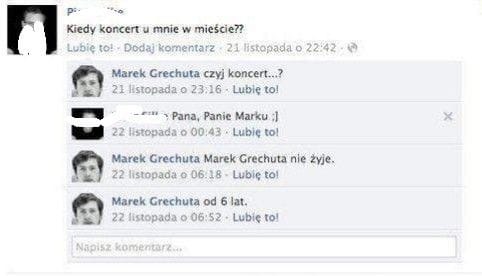 Kiedy koncert u mnie w mieście??
Lubię to! · Dodaj komentarz · 21 listopada o 22:42 ·
Marek Grechuta czyj koncert...?
21 listopada o 23:16 · Lubię to!
Pana, Panie Marku ;]
22 listopada o 00:43 · Lubię to!
Marek Grechuta Marek Grechuta nie żyje.
22 listopada o 06:18 · Lubię to!
Marek Grechuta od 6 lat.
22 listopada o 06:52 · Lubię to!
Napisz komentarz...